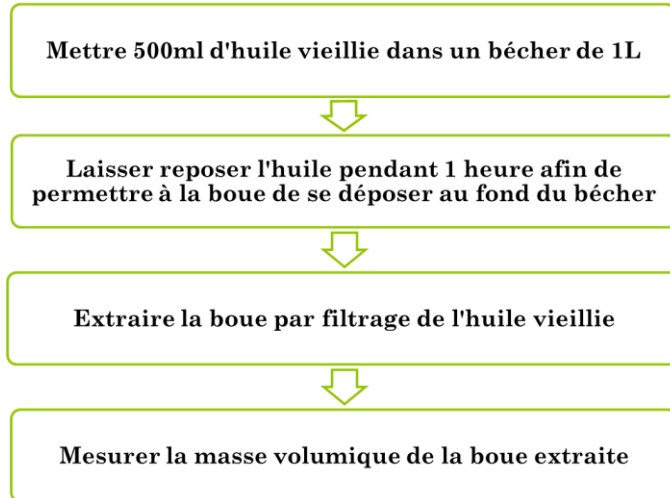 Mettre 500ml d'huile vieillie dans un bécher de 1L
Laisser reposer l'huile pendant 1 heure afin de
permettre à la boue de se déposer au fond du bécher
Extraire la boue par filtrage de l'huile vieillie
Mesurer la masse volumique de la boue extraite